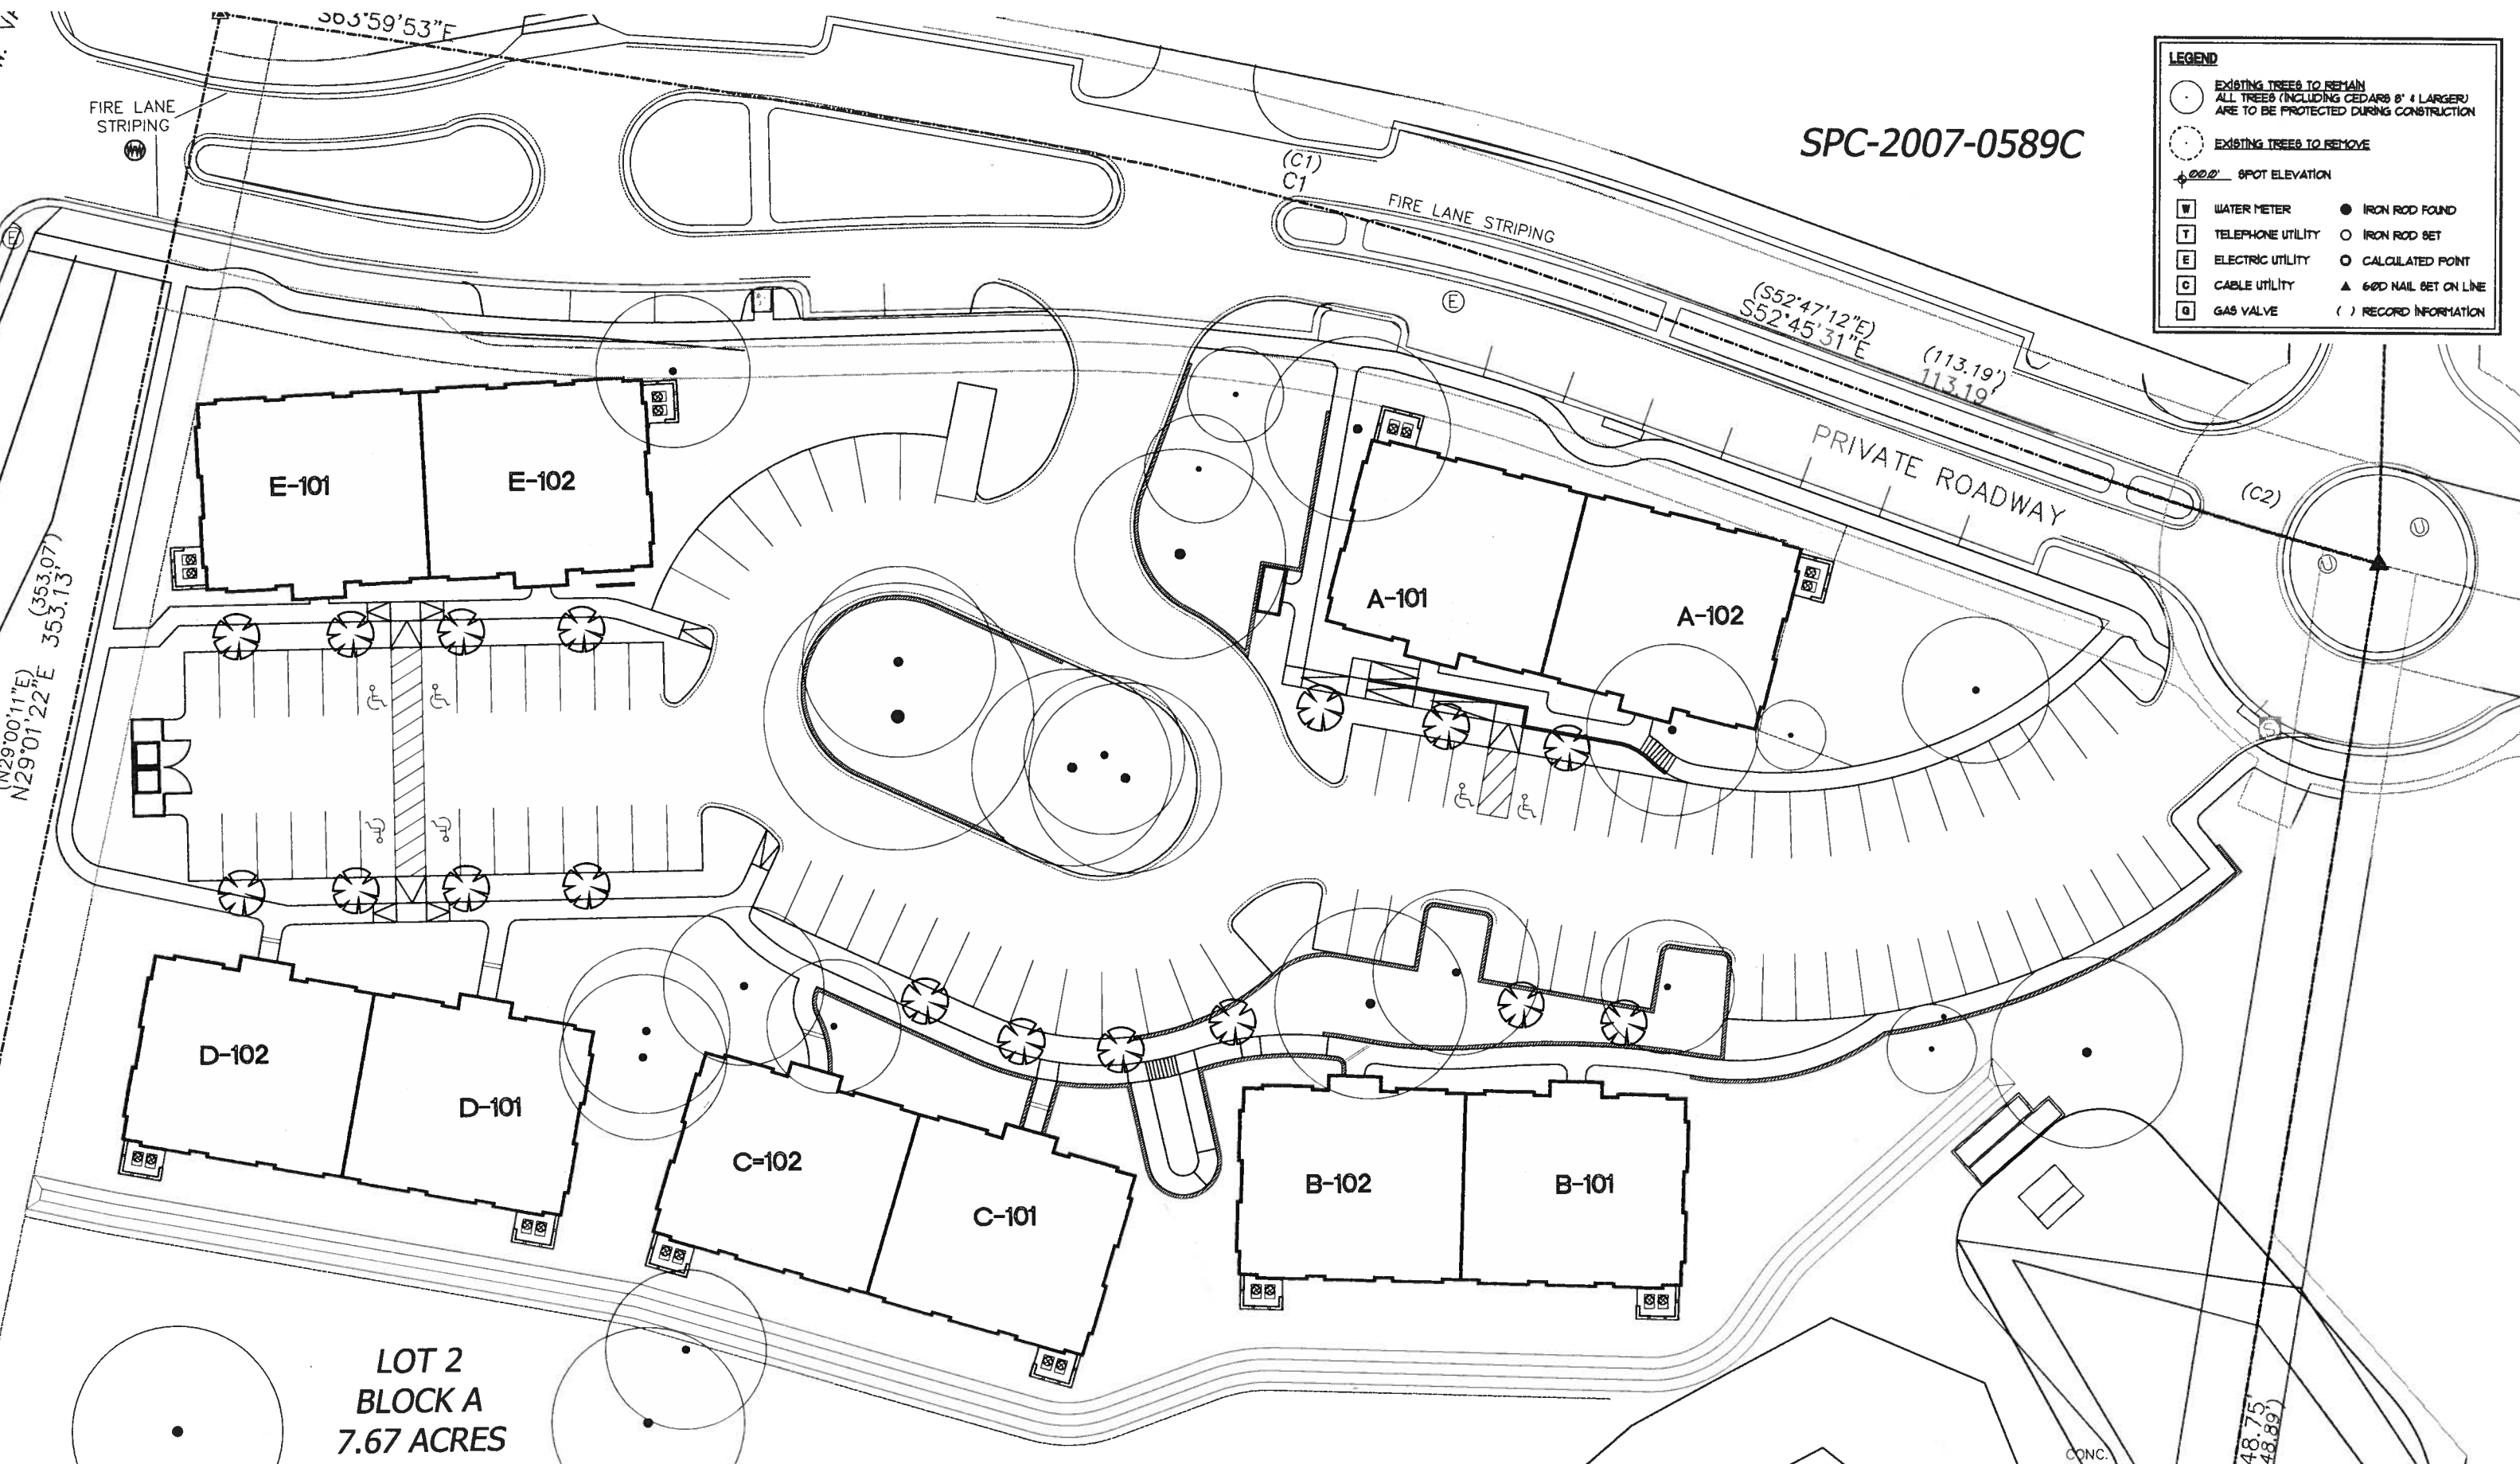 S63°59'53"E
FIRE LANE
STRIPING
SPC-2007-0589C
LEGEND
EXISTING TREES TO REMAIN
ALL TREES (INCLUDING CEDARS 8" & LARGER)
ARE TO BE PROTECTED DURING CONSTRUCTION
EXISTING TREES TO REMOVE
000.0' SPOT ELEVATION
W WATER METER
IRON ROD FOUND
T TELEPHONE UTILITY
IRON ROD SET
E ELECTRIC UTILITY
CALCULATED POINT
C CABLE UTILITY
60D NAIL SET ON LINE
G GAS VALVE
( ) RECORD INFORMATION
(C1)
C1
FIRE LANE STRIPING
E
E
(S52°47'12"E)
S52°45'31"E
(113.19')
113.19'
PRIVATE ROADWAY
(C2)
U
U
S
E-101
E-102
A-101
A-102
(353.07')
353.13'
(N29°00'11"E)
N29°01'22"E
D-102
D-101
C=102
C-101
B-102
B-101
LOT 2
BLOCK A
7.67 ACRES
CONC.
48.75'
48.89')